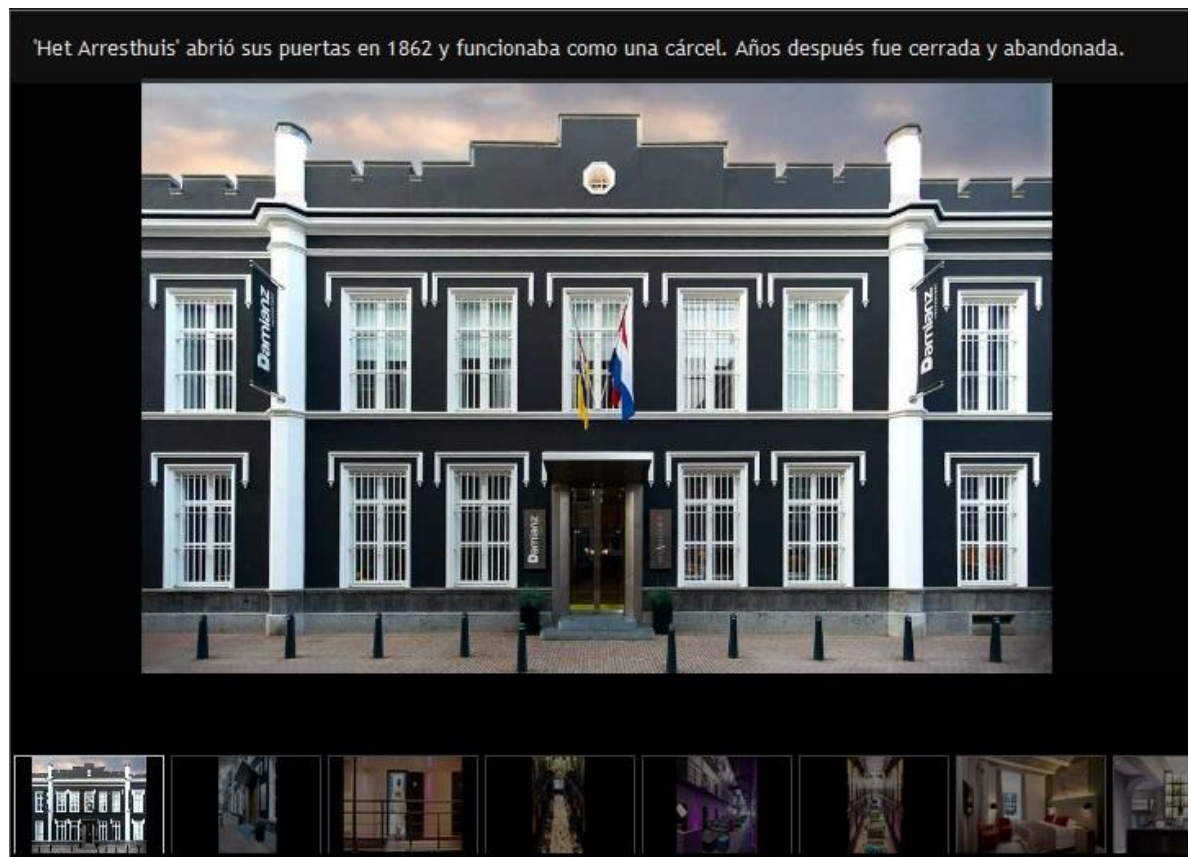 'Het Arresthuis' abrió sus puertas en 1862 y funcionaba como una cárcel. Años después fue cerrada y abandonada.
Damianz
Damianz
Damianz